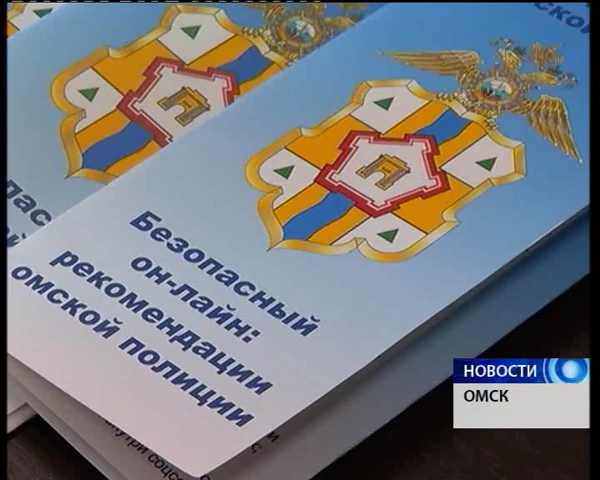 Безопасный
он-лайн:
рекомендации
омской полиции
НОВОСТИ
ОМСК